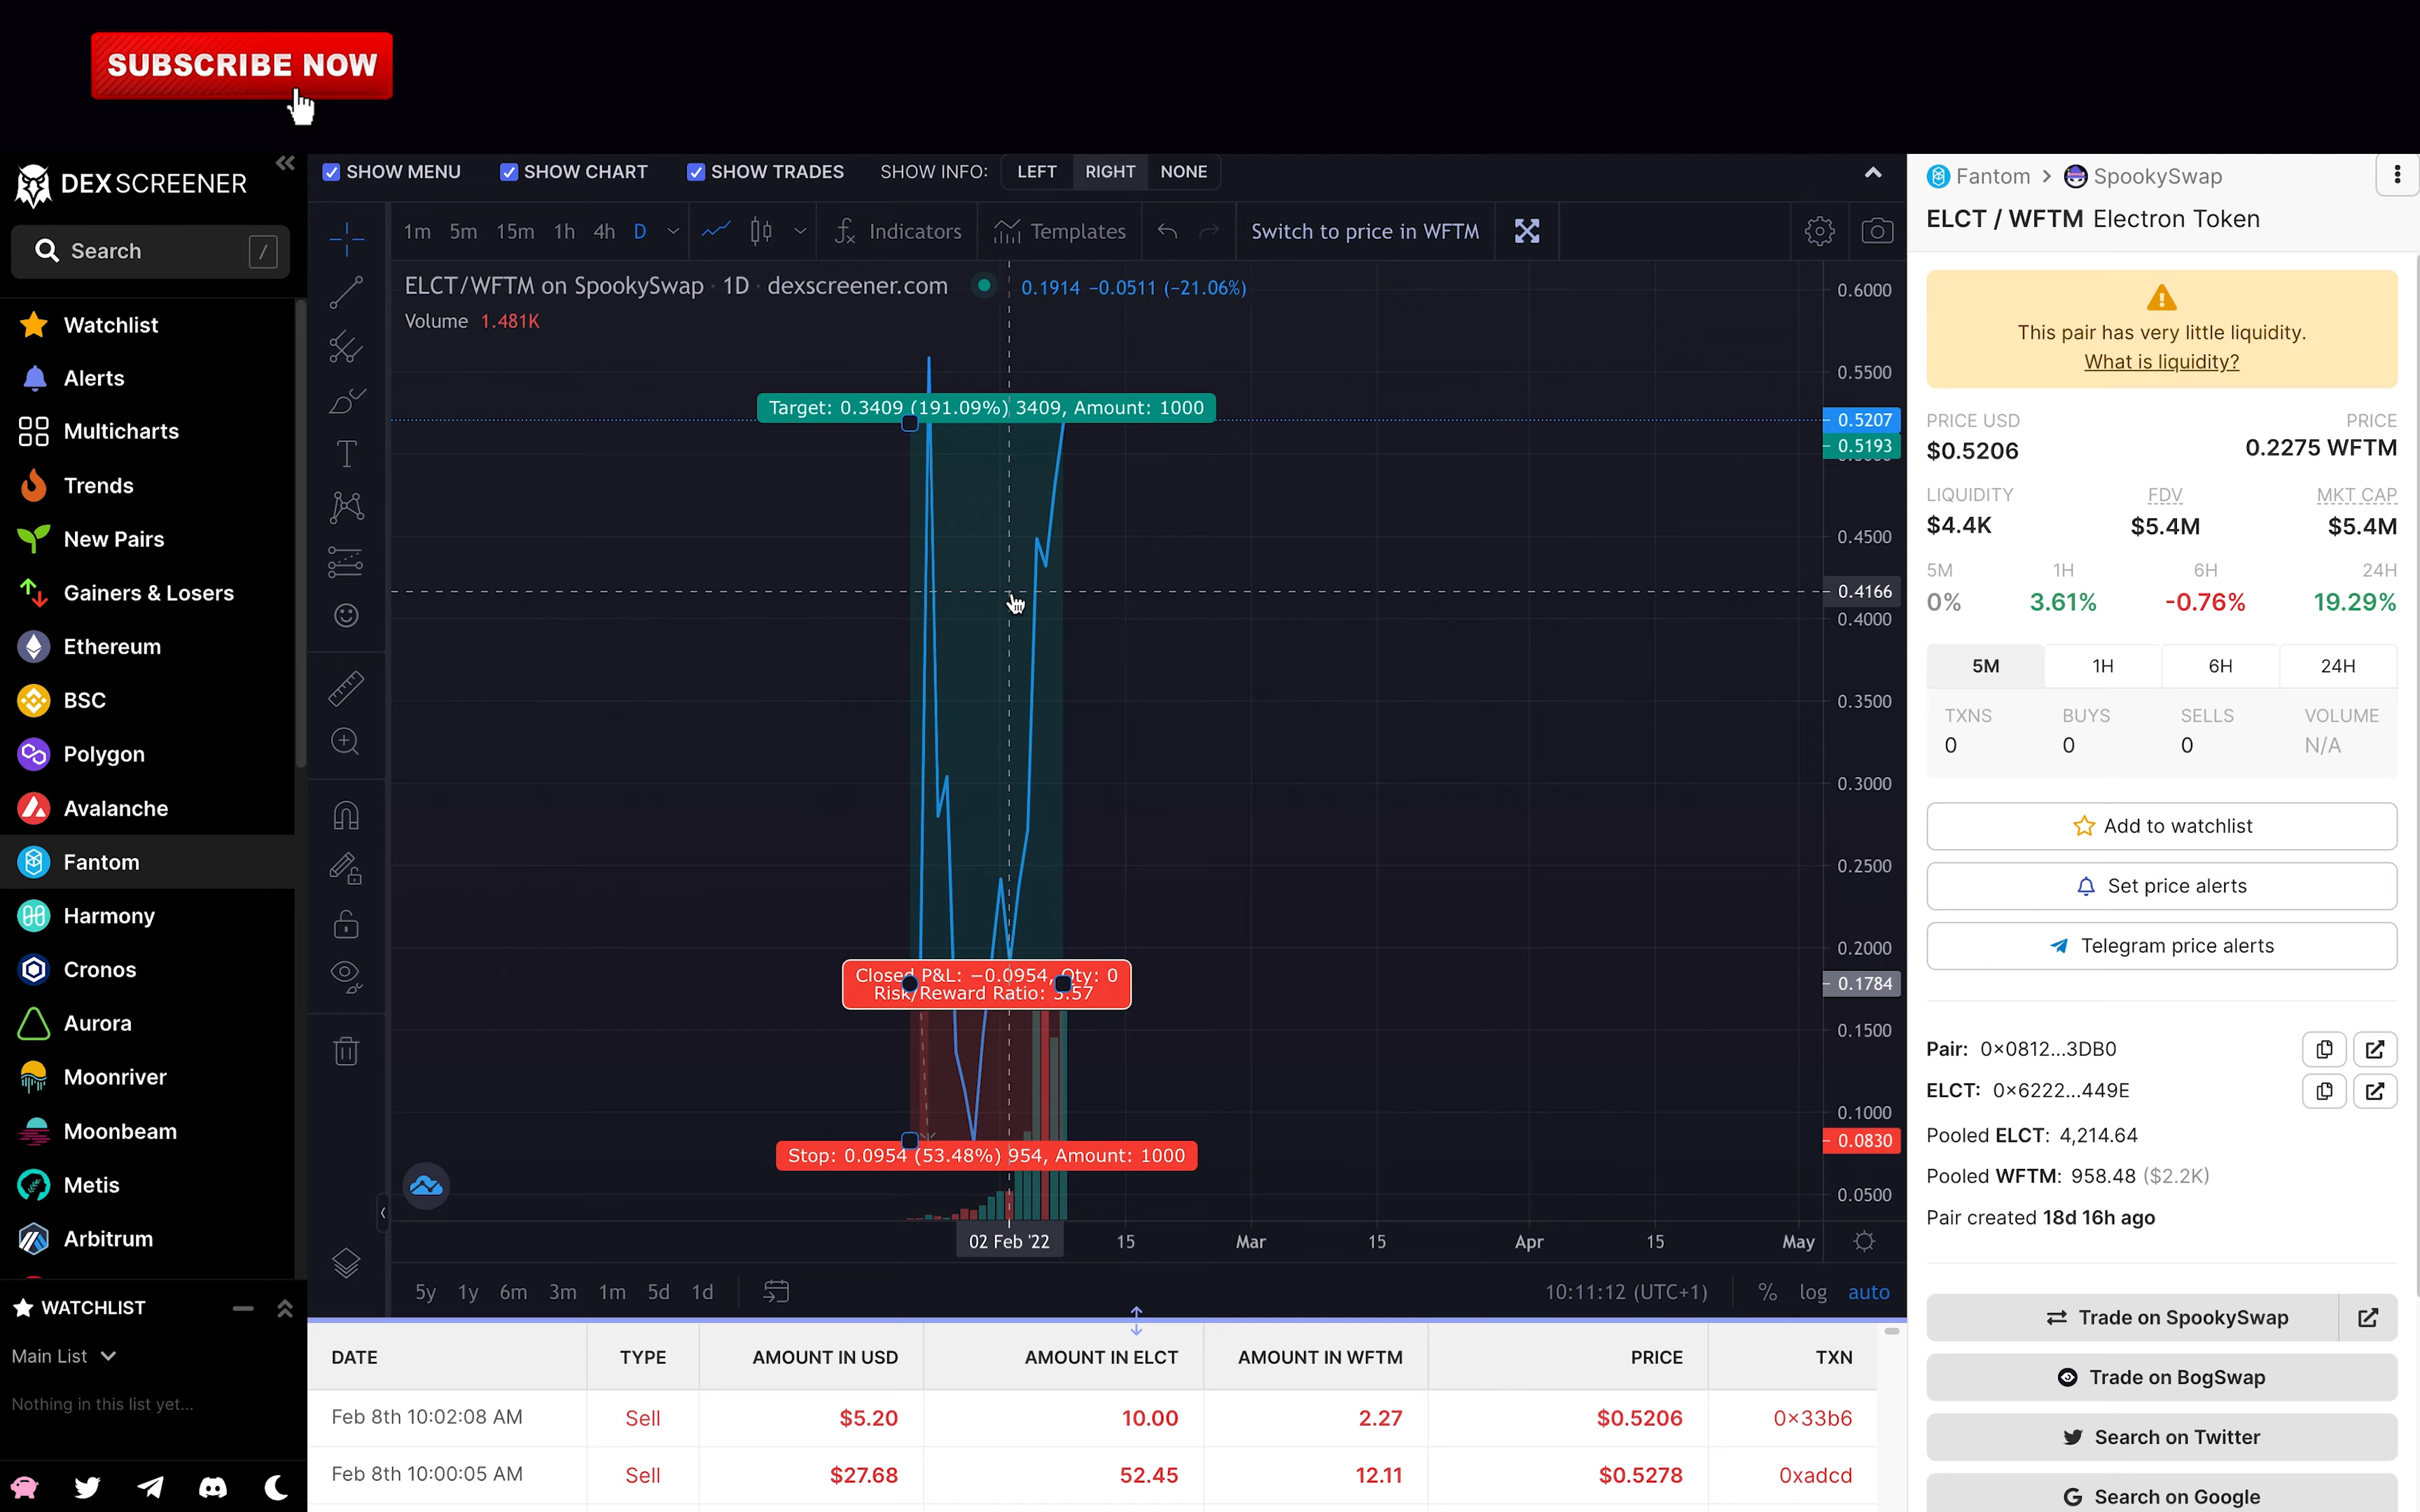 SUBSCRIBE NOW
DEX SCREENER
Search /
Watchlist
Alerts
Multicharts
Trends
New Pairs
Gainers & Losers
Ethereum
BSC
Polygon
Avalanche
Fantom
Harmony
Cronos
Aurora
Moonriver
Moonbeam
Metis
Arbitrum
WATCHLIST
Main List
Nothing in this list yet...
SHOW MENU SHOW CHART SHOW TRADES SHOW INFO: LEFT RIGHT NONE
1m 5m 15m 1h 4h D Indicators Templates Switch to price in WFTM
ELCT/WFTM on SpookySwap · 1D · dexscreener.com 0.1914 −0.0511 (−21.06%)
Volume 1.481K
Target: 0.3409 (191.09%) 3409, Amount: 1000
Closed P&L: −0.0954, Qty: 0
Risk/Reward Ratio: 3.57
Stop: 0.0954 (53.48%) 954, Amount: 1000
0.6000
0.5500
0.5207
0.5193
0.4500
0.4166
0.4000
0.3500
0.3000
0.2500
0.2000
0.1784
0.1500
0.1000
0.0830
0.0500
02 Feb '22 15 Mar 15 Apr 15 May
5y 1y 6m 3m 1m 5d 1d 10:11:12 (UTC+1) % log auto
DATE TYPE AMOUNT IN USD AMOUNT IN ELCT AMOUNT IN WFTM PRICE TXN
Feb 8th 10:02:08 AM Sell $5.20 10.00 2.27 $0.5206 0x33b6
Feb 8th 10:00:05 AM Sell $27.68 52.45 12.11 $0.5278 0xadcd
Fantom > SpookySwap
ELCT / WFTM Electron Token
This pair has very little liquidity.
What is liquidity?
PRICE USD PRICE
$0.5206 0.2275 WFTM
LIQUIDITY FDV MKT CAP
$4.4K $5.4M $5.4M
5M 1H 6H 24H
0% 3.61% -0.76% 19.29%
5M 1H 6H 24H
TXNS BUYS SELLS VOLUME
0 0 0 N/A
Add to watchlist
Set price alerts
Telegram price alerts
Pair: 0x0812...3DB0
ELCT: 0x6222...449E
Pooled ELCT: 4,214.64
Pooled WFTM: 958.48 ($2.2K)
Pair created 18d 16h ago
Trade on SpookySwap
Trade on BogSwap
Search on Twitter
Search on Google